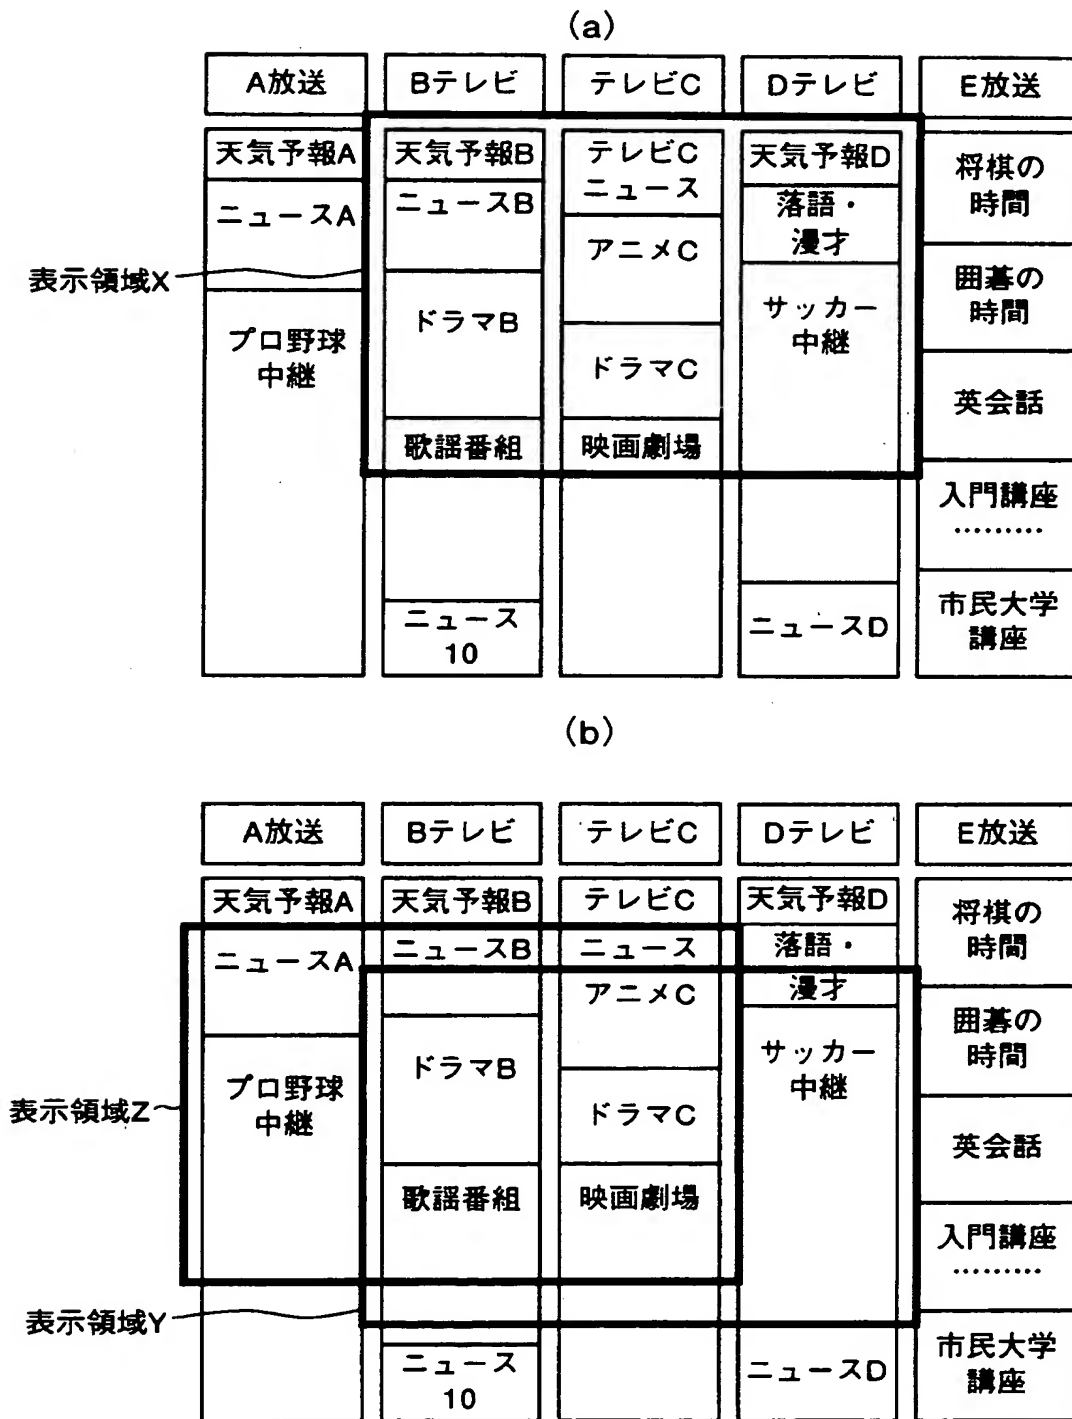 (a)
A放送
Bテレビ
テレビC
Dテレビ
E放送
天気予報A
ニュースA
プロ野球
中継
天気予報B
ニュースB
ドラマB
歌謡番組
ニュース
10
テレビC
ニュース
アニメC
ドラマC
映画劇場
天気予報D
落語・
漫才
サッカー
中継
ニュースD
将棋の
時間
囲碁の
時間
英会話
入門講座
………
市民大学
講座
表示領域X
(b)
A放送
Bテレビ
テレビC
Dテレビ
E放送
天気予報A
ニュースA
プロ野球
中継
天気予報B
ニュースB
ドラマB
歌謡番組
ニュース
10
テレビC
ニュース
アニメC
ドラマC
映画劇場
天気予報D
落語・
漫才
サッカー
中継
ニュースD
将棋の
時間
囲碁の
時間
英会話
入門講座
………
市民大学
講座
表示領域Z
表示領域Y